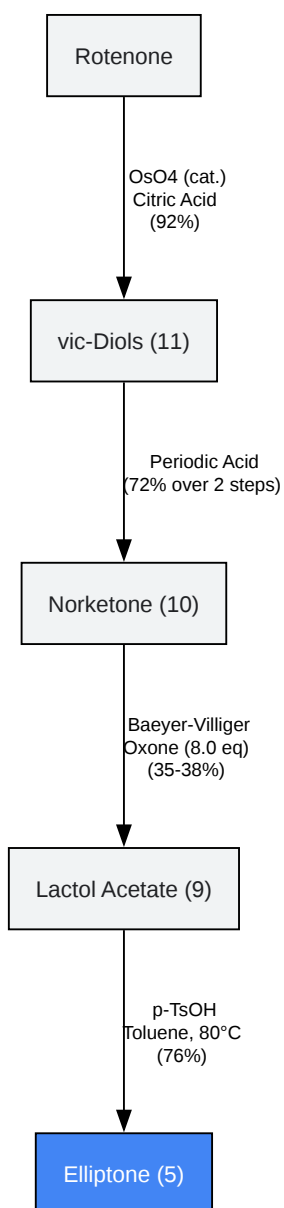 Rotenone
OsO4 (cat.)
Citric Acid
(92%)
vic-Diols (11)
Periodic Acid
(72% over 2 steps)
Norketone (10)
Baeyer-Villiger
Oxone (8.0 eq)
(35-38%)
Lactol Acetate (9)
p-TsOH
Toluene, 80°C
(76%)
Elliptone (5)